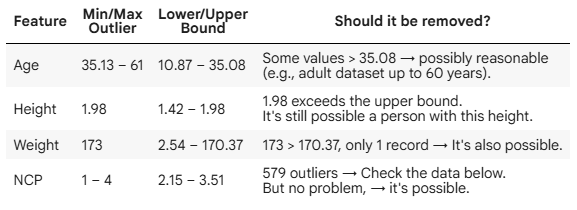 Feature Min/Max Outlier Lower/Upper Bound Should it be removed?
Age 35.13 – 61 10.87 – 35.08 Some values > 35.08 → possibly reasonable
(e.g., adult dataset up to 60 years).
Height 1.98 1.42 – 1.98 1.98 exceeds the upper bound.
It's still possible a person with this height.
Weight 173 2.54 – 170.37 173 > 170.37, only 1 record → It's also possible.
NCP 1 – 4 2.15 – 3.51 579 outliers → Check the data below.
But no problem, → it's possible.